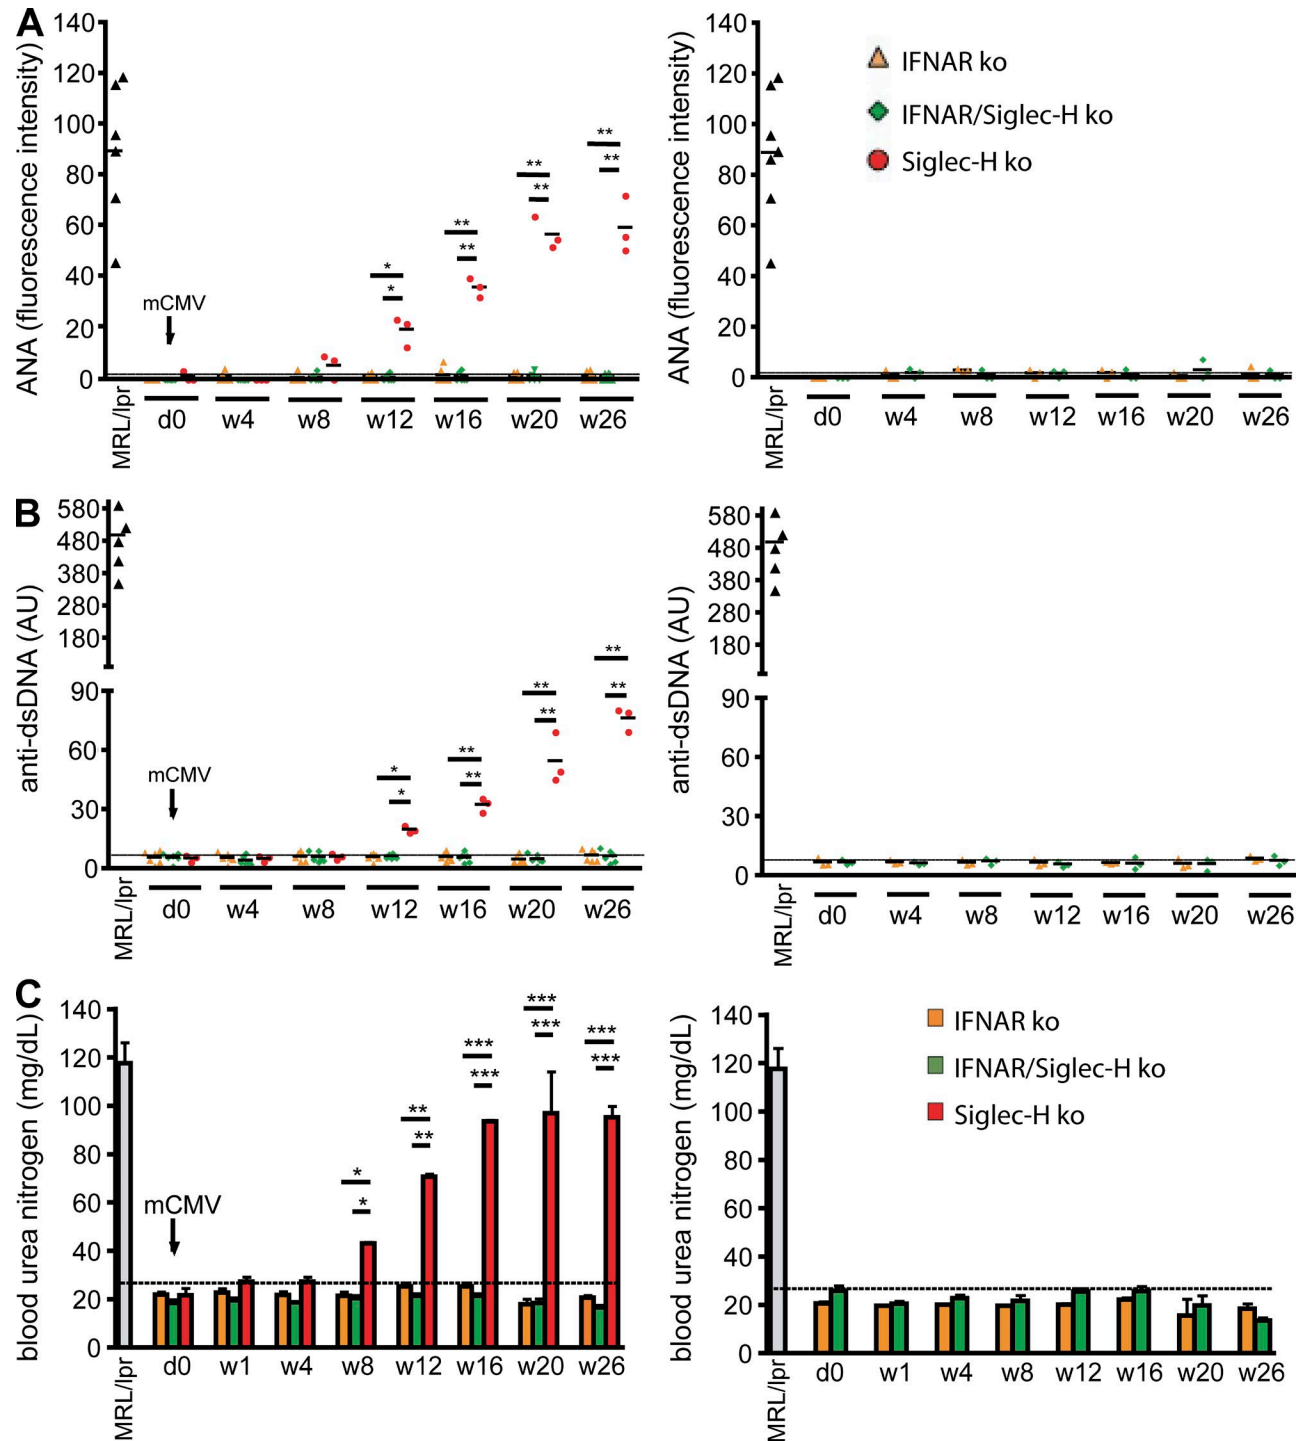 A
ANA (fluorescence intensity)
140
120
100
80
60
40
20
0
mCMV
* * ** ** ** ** ** **
MRL/lpr d0 w4 w8 w12 w16 w20 w26
ANA (fluorescence intensity)
140
120
100
80
60
40
20
0
IFNAR ko
IFNAR/Siglec-H ko
Siglec-H ko
MRL/lpr d0 w4 w8 w12 w16 w20 w26
B
anti-dsDNA (AU)
580
480
380
280
180
90
60
30
0
mCMV
* * ** ** ** ** ** **
MRL/lpr d0 w4 w8 w12 w16 w20 w26
anti-dsDNA (AU)
580
480
380
280
180
90
60
30
0
MRL/lpr d0 w4 w8 w12 w16 w20 w26
C
blood urea nitrogen (mg/dL)
140
120
100
80
60
40
20
0
mCMV
* * ** ** *** *** *** *** *** ***
MRL/lpr d0 w1 w4 w8 w12 w16 w20 w26
blood urea nitrogen (mg/dL)
140
120
100
80
60
40
20
0
IFNAR ko
IFNAR/Siglec-H ko
Siglec-H ko
MRL/lpr d0 w1 w4 w8 w12 w16 w20 w26